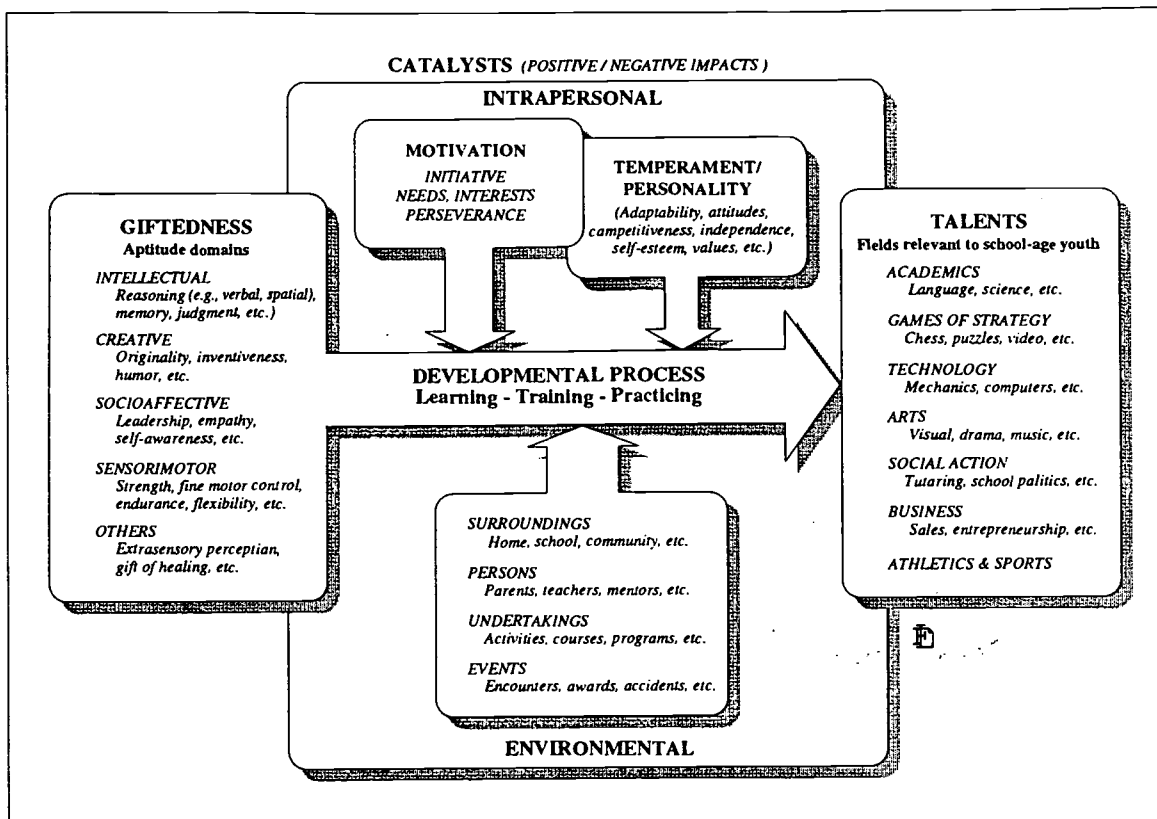 CATALYSTS (POSITIVE / NEGATIVE IMPACTS )
INTRAPERSONAL
MOTIVATION
INITIATIVE
NEEDS, INTERESTS
PERSEVERANCE
TEMPERAMENT/
PERSONALITY
(Adaptability, attitudes,
competitiveness, independence,
self-esteem, values, etc.)
GIFTEDNESS
Aptitude domains
INTELLECTUAL
Reasoning (e.g., verbal, spatial),
memory, judgment, etc.)
CREATIVE
Originality, inventiveness,
humor, etc.
SOCIOAFFECTIVE
Leadership, empathy,
self-awareness, etc.
SENSORIMOTOR
Strength, fine motor control,
endurance, flexibility, etc.
OTHERS
Extrasensory perceptian,
gift of healing, etc.
DEVELOPMENTAL PROCESS
Learning - Training - Practicing
SURROUNDINGS
Home, school, community, etc.
PERSONS
Parents, teachers, mentors, etc.
UNDERTAKINGS
Activities, courses, programs, etc.
EVENTS
Encounters, awards, accidents, etc.
ENVIRONMENTAL
TALENTS
Fields relevant to school-age youth
ACADEMICS
Language, science, etc.
GAMES OF STRATEGY
Chess, puzzles, video, etc.
TECHNOLOGY
Mechanics, computers, etc.
ARTS
Visual, drama, music, etc.
SOCIAL ACTION
Tutaring, school palitics, etc.
BUSINESS
Sales, entrepreneurship, etc.
ATHLETICS & SPORTS